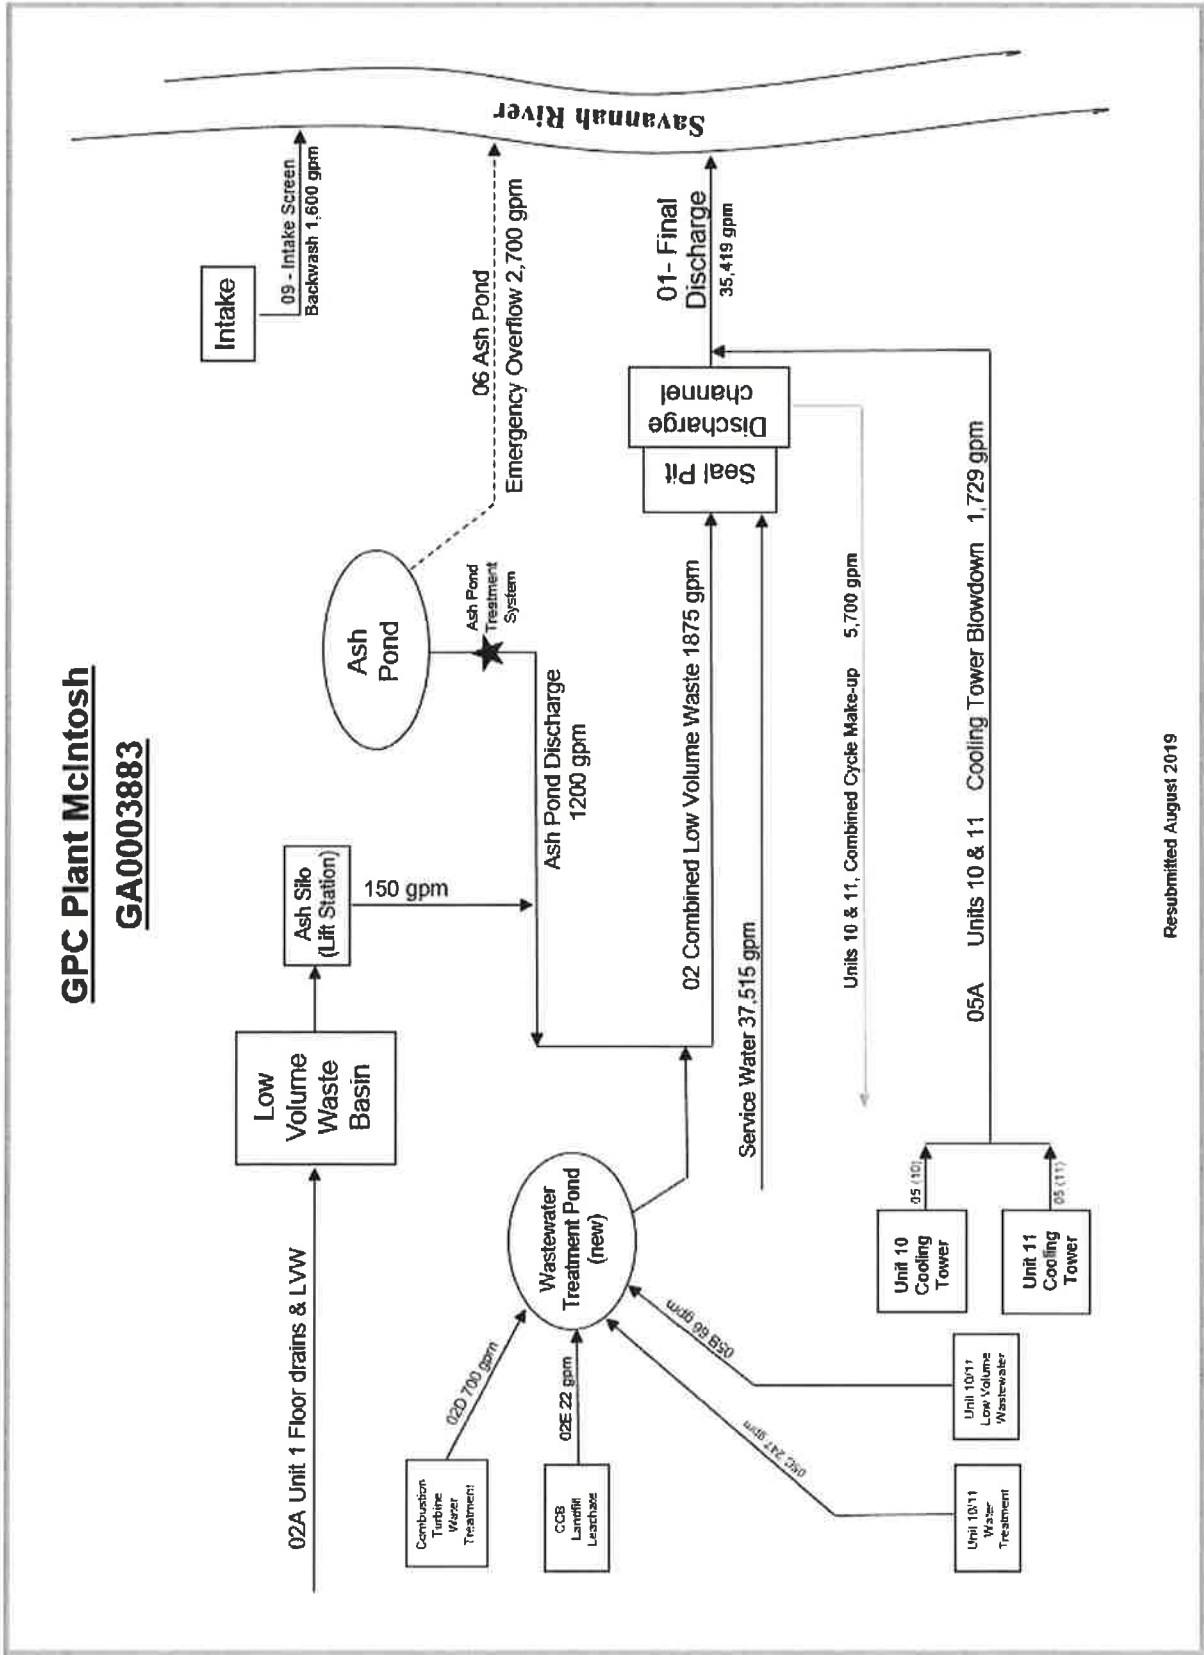 GPC Plant McIntosh
GA0003883
02A Unit 1 Floor drains & LVW
Low
Volume
Waste
Basin
Ash Silo
(Lift Station)
150 gpm
Intake
09 - Intake Screen
Backwash 1,600 gpm
Savannah River
Ash
Pond
06 Ash Pond
Emergency Overflow 2,700 gpm
Ash Pond
Treatment
System
Ash Pond Discharge
1200 gpm
Combustion
Turbine
Water
Treatment
02D 700 gpm
CCB
Landfill
Leachate
02E 22 gpm
Wastewater
Treatment Pond
(new)
05C 247 gpm
05B 66 gpm
Unit 10/11
Water
Treatment
Unit 10/11
Low Volume
Wastewater
02 Combined Low Volume Waste 1875 gpm
Service Water 37,515 gpm
Seal Pit
Discharge
channel
01- Final
Discharge
35,419 gpm
Units 10 & 11, Combined Cycle Make-up 5,700 gpm
Unit 10
Cooling
Tower
05 (10)
Unit 11
Cooling
Tower
05 (11)
05A Units 10 & 11 Cooling Tower Blowdown 1,729 gpm
Resubmitted August 2019